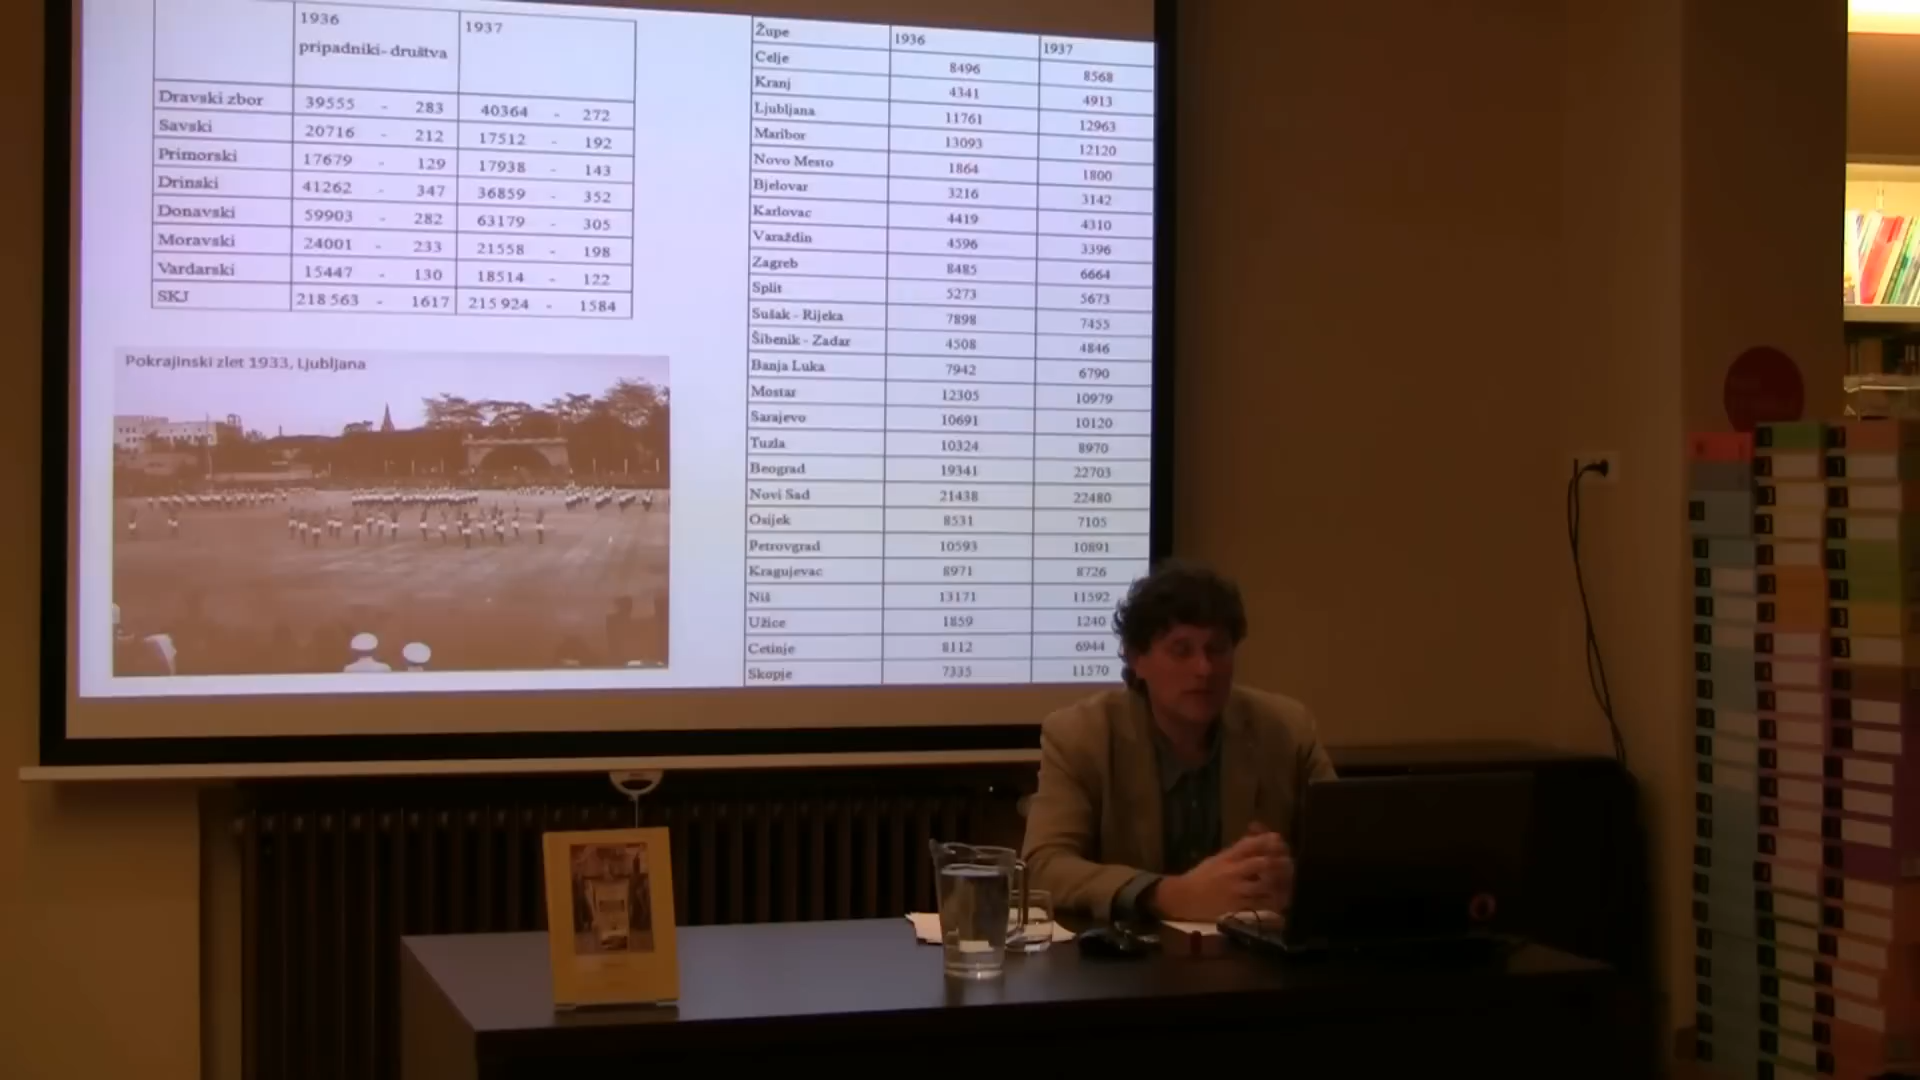 1936 1937
pripadniki- društva
Dravski zbor 39555 - 283 40364 - 272
Savski 20716 - 212 17512 - 192
Primorski 17679 - 129 17938 - 143
Drinski 41262 - 347 36859 - 352
Donavski 59903 - 282 63179 - 305
Moravski 24001 - 233 21558 - 198
Vardarski 15447 - 130 18514 - 122
SKJ 218 563 - 1617 215 924 - 1584
Pokrajinski zlet 1933, Ljubljana
Župe 1936 1937
Celje 8496 8568
Kranj 4341 4913
Ljubljana 11761 12963
Maribor 13093 12120
Novo Mesto 1864 1800
Bjelovar 3216 3142
Karlovac 4419 4310
Varaždin 4596 3396
Zagreb 8485 6664
Split 5273 5673
Sušak - Rijeka 7898 7455
Šibenik - Zadar 4508 4846
Banja Luka 7942 6790
Mostar 12305 10979
Sarajevo 10691 10120
Tuzla 10324 8970
Beograd 19341 22703
Novi Sad 21438 22480
Osijek 8531 7105
Petrovgrad 10593 10891
Kragujevac 8971 8726
Niš 13171 11592
Užice 1859 1240
Cetinje 8112 6944
Skopje 7335 11570